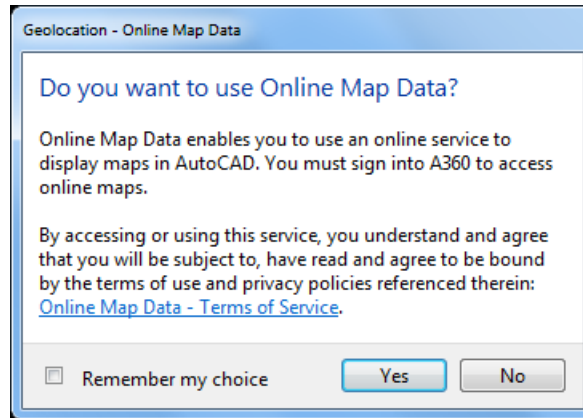 Geolocation - Online Map Data
Do you want to use Online Map Data?
Online Map Data enables you to use an online service to
display maps in AutoCAD. You must sign into A360 to access
online maps.
By accessing or using this service, you understand and agree
that you will be subject to, have read and agree to be bound
by the terms of use and privacy policies referenced therein:
Online Map Data - Terms of Service.
Remember my choice
Yes
No